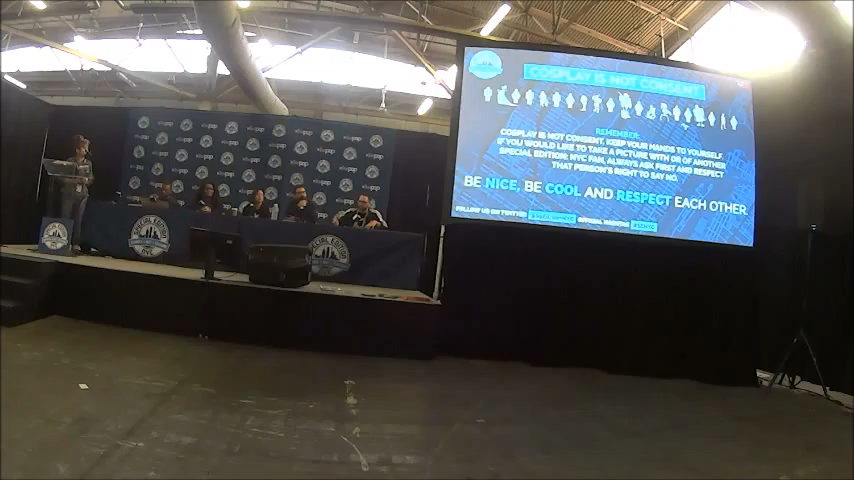 COSPLAY IS NOT CONSENT
REMEMBER:
COSPLAY IS NOT CONSENT. KEEP YOUR HANDS TO YOURSELF.
IF YOU WOULD LIKE TO TAKE A PICTURE WITH OR OF ANOTHER
SPECIAL EDITION: NYC FAN, ALWAYS ASK FIRST AND RESPECT
THAT PERSON'S RIGHT TO SAY NO.
BE NICE, BE COOL AND RESPECT EACH OTHER.
FOLLOW US ON TWITTER
OFFICIAL HASHTAG
#SENYC
SPECIAL EDITION
NYC
SPECIAL EDITION